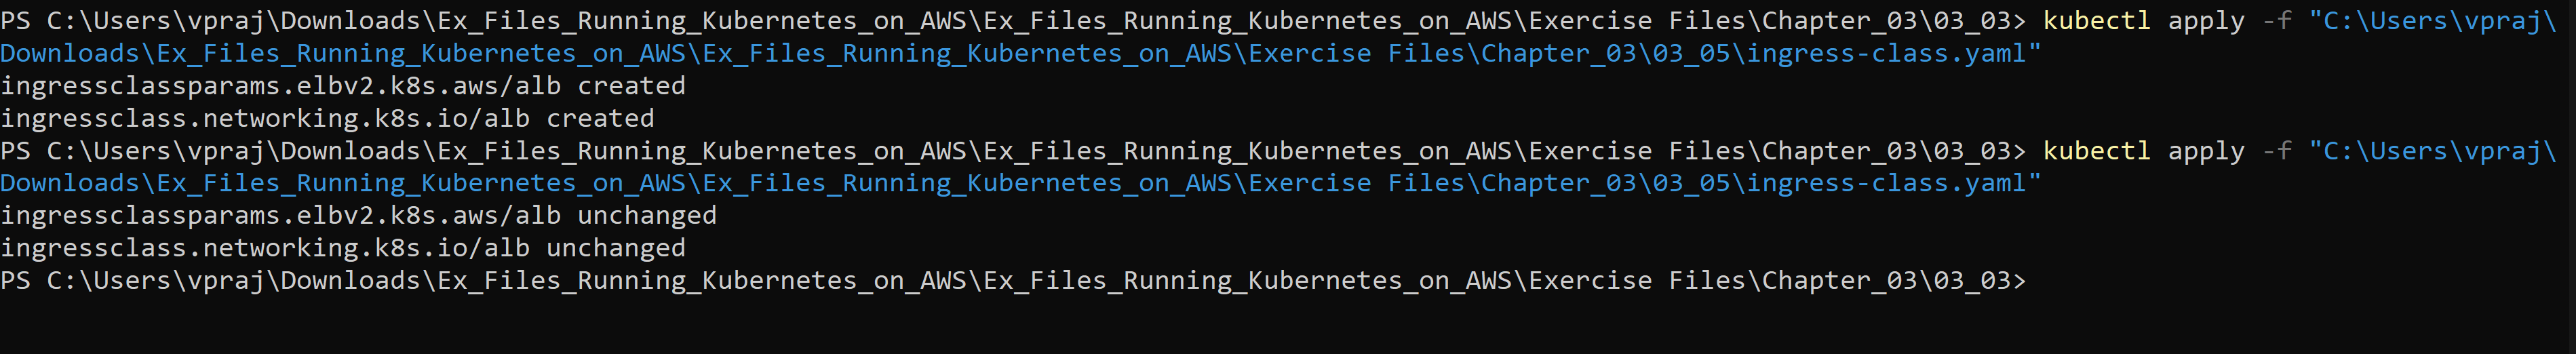 PS C:\Users\vpraj\Downloads\Ex_Files_Running_Kubernetes_on_AWS\Ex_Files_Running_Kubernetes_on_AWS\Exercise Files\Chapter_03\03_03> kubectl apply -f "C:\Users\vpraj\
Downloads\Ex_Files_Running_Kubernetes_on_AWS\Ex_Files_Running_Kubernetes_on_AWS\Exercise Files\Chapter_03\03_05\ingress-class.yaml"
ingressclassparams.elbv2.k8s.aws/alb created
ingressclass.networking.k8s.io/alb created
PS C:\Users\vpraj\Downloads\Ex_Files_Running_Kubernetes_on_AWS\Ex_Files_Running_Kubernetes_on_AWS\Exercise Files\Chapter_03\03_03> kubectl apply -f "C:\Users\vpraj\
Downloads\Ex_Files_Running_Kubernetes_on_AWS\Ex_Files_Running_Kubernetes_on_AWS\Exercise Files\Chapter_03\03_05\ingress-class.yaml"
ingressclassparams.elbv2.k8s.aws/alb unchanged
ingressclass.networking.k8s.io/alb unchanged
PS C:\Users\vpraj\Downloads\Ex_Files_Running_Kubernetes_on_AWS\Ex_Files_Running_Kubernetes_on_AWS\Exercise Files\Chapter_03\03_03>